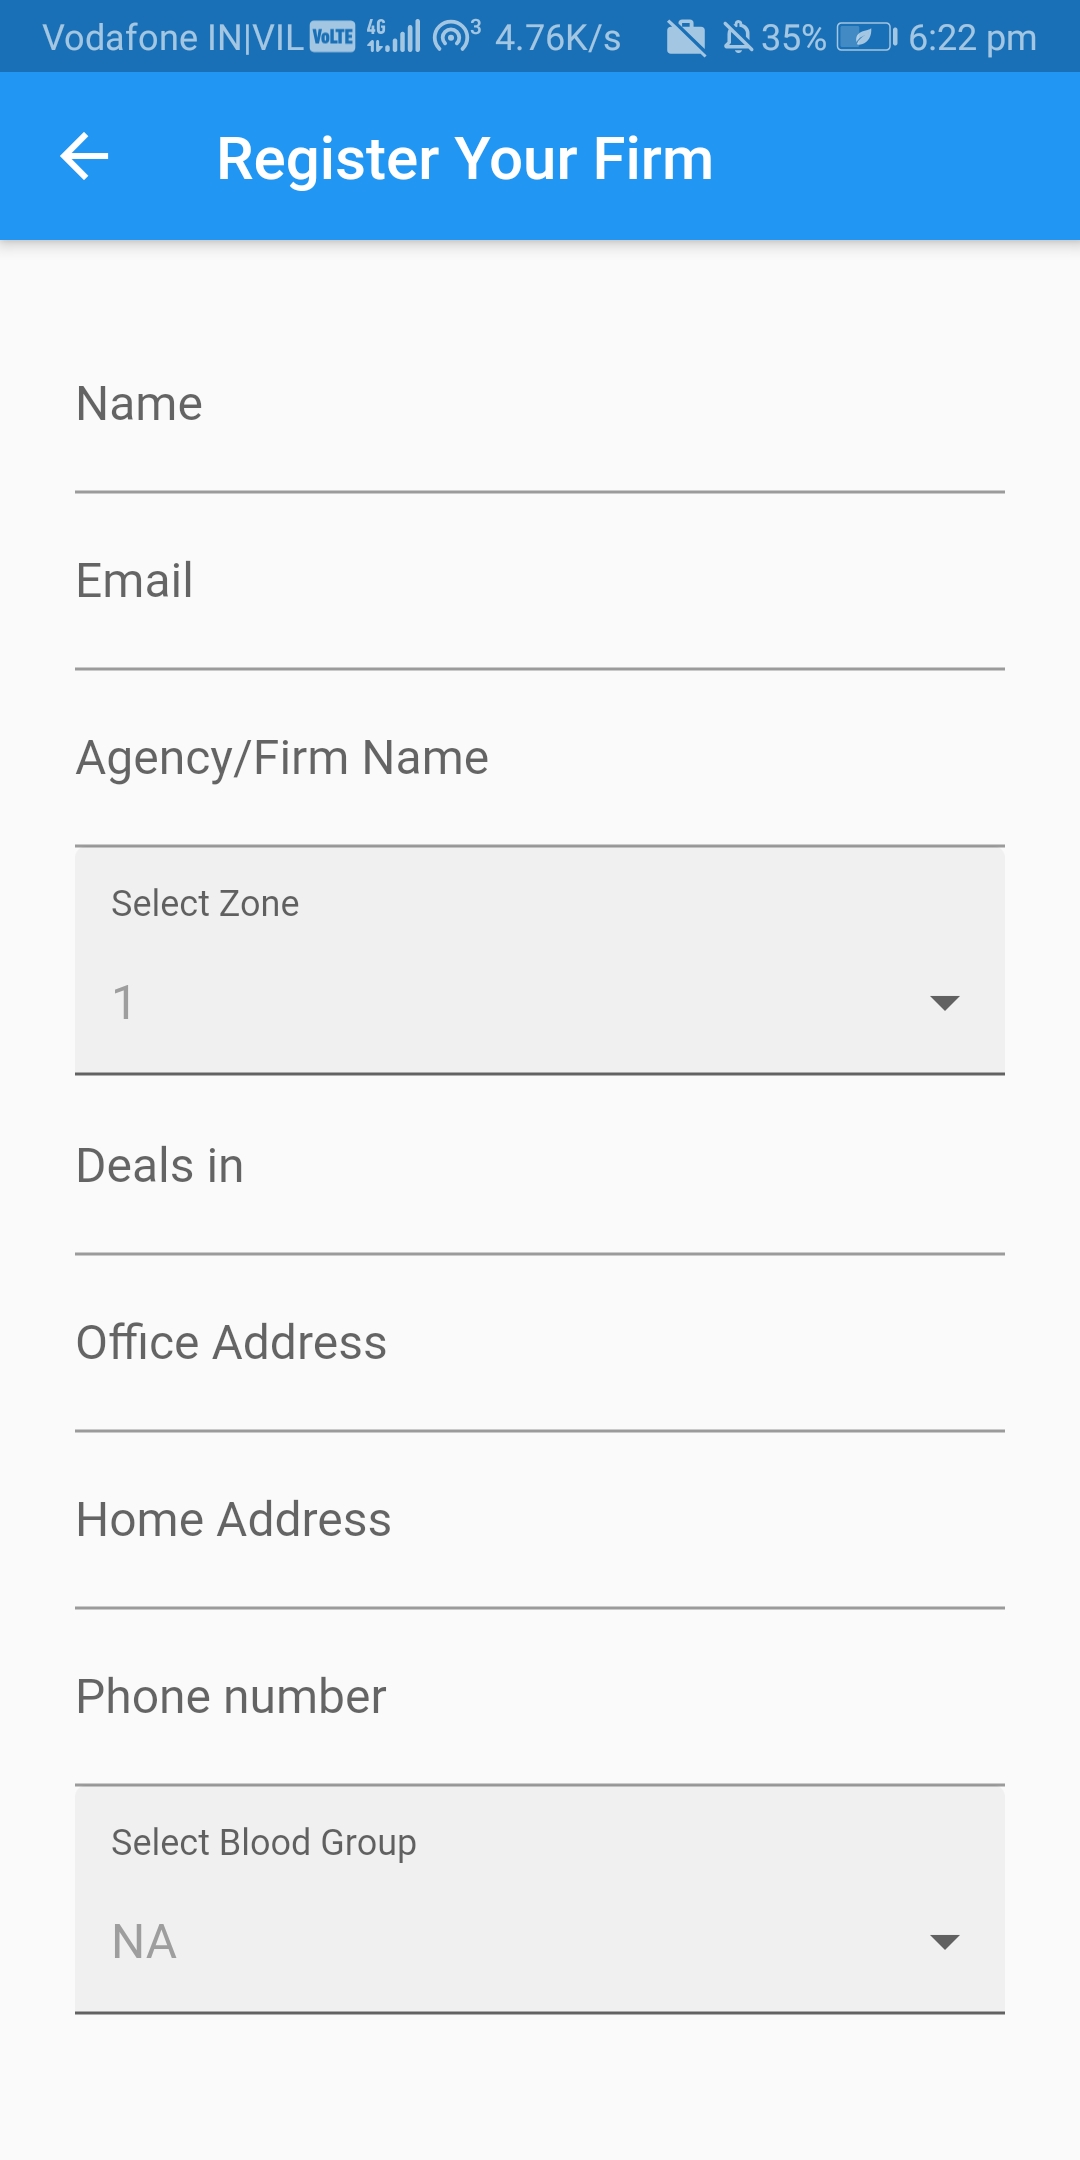 Vodafone IN|VIL VoLTE 4G 3 4.76K/s 35% 6:22 pm
Register Your Firm
Name
Email
Agency/Firm Name
Select Zone
1
Deals in
Office Address
Home Address
Phone number
Select Blood Group
NA